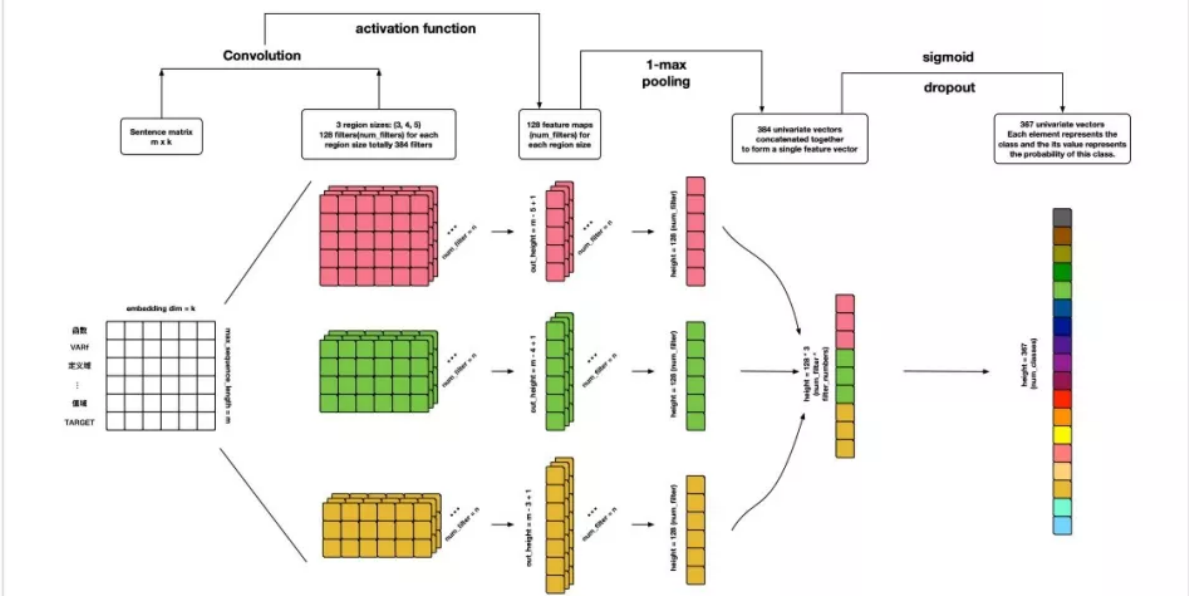 activation function
Convolution
1-max
pooling
sigmoid
dropout
Sentence matrix
m x k
3 region sizes: (3, 4, 5)
128 filters(num_filters) for each
region size totally 384 filters
128 feature maps
(num_filters) for
each region size
384 univariate vectors
concatenated together
to form a single feature vector
367 univariate vectors
Each element represents the
class and the its value represents
the probability of this class.
embedding dim = k
函数
VARf
定义域
⋮
值域
TARGET
max_sequence_length = m
...
num_filter = n
out_height = m - 5 + 1
...
num_filter = n
height = 128 (num_filter)
...
num_filter = n
out_height = m - 4 + 1
...
num_filter = n
height = 128 (num_filter)
...
num_filter = n
out_height = m - 3 + 1
...
num_filter = n
height = 128 (num_filter)
height = 128 * 3
(num_filter *
filter_numbers)
height = 367
(num_classes)